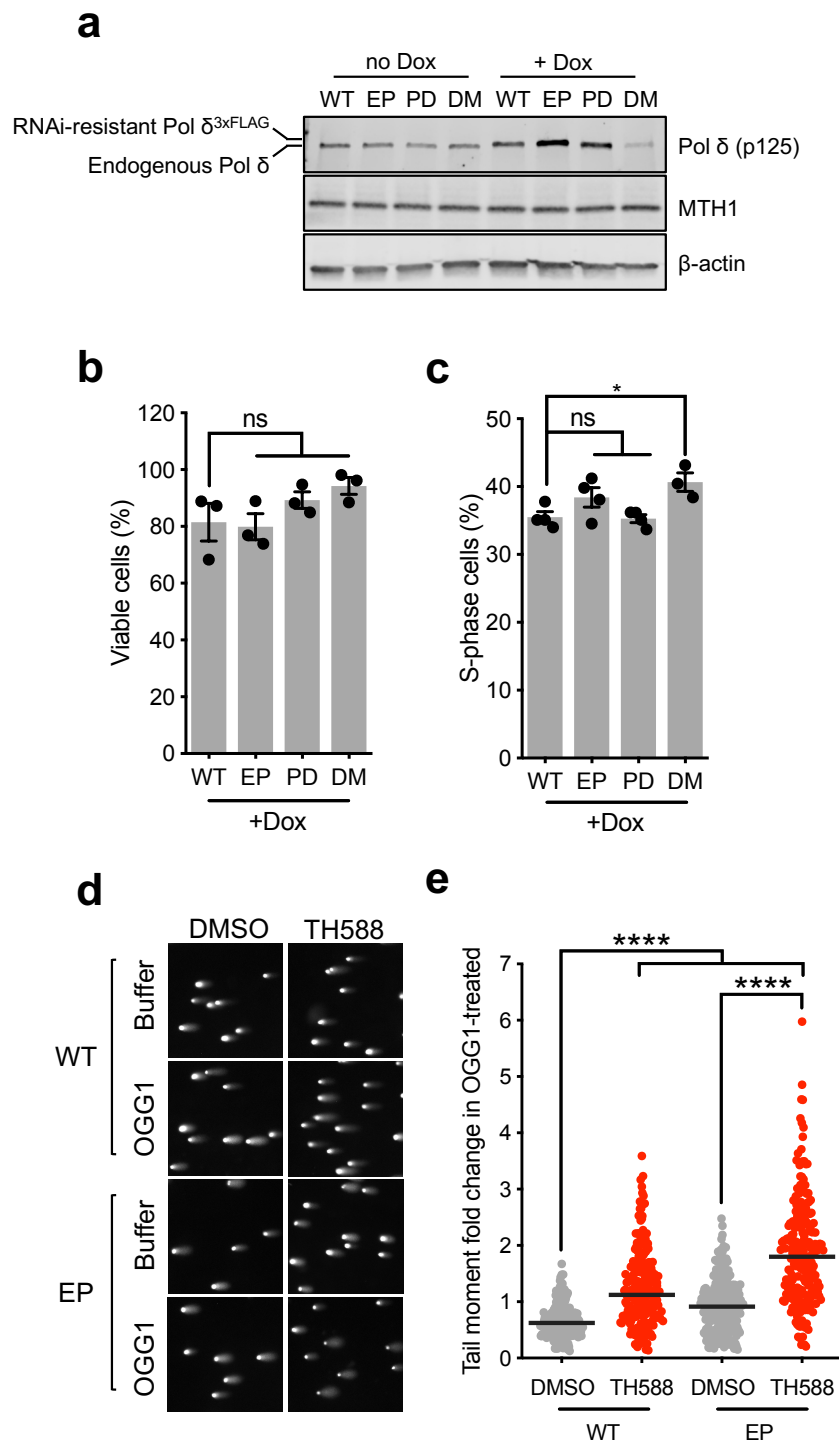 a
no Dox + Dox
WT EP PD DM WT EP PD DM
RNAi-resistant Pol δ3xFLAG
Endogenous Pol δ
Pol δ (p125)
MTH1
β-actin
b
Viable cells (%)
120
100
80
60
40
20
0
ns
WT EP PD DM
+Dox
c
S-phase cells (%)
50
40
30
20
10
0
*
ns
WT EP PD DM
+Dox
d
DMSO TH588
WT
Buffer
OGG1
EP
Buffer
OGG1
e
Tail moment fold change in OGG1-treated
7
6
5
4
3
2
1
0
****
****
DMSO TH588 DMSO TH588
WT EP